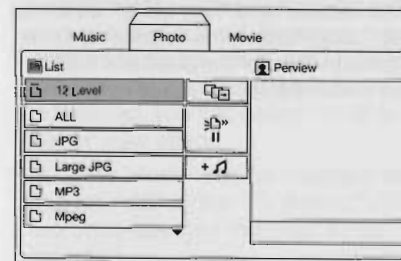 Music Photo Movie
List
Perview
12 Level
ALL
JPG
Large JPG
+
MP3
Mpeg